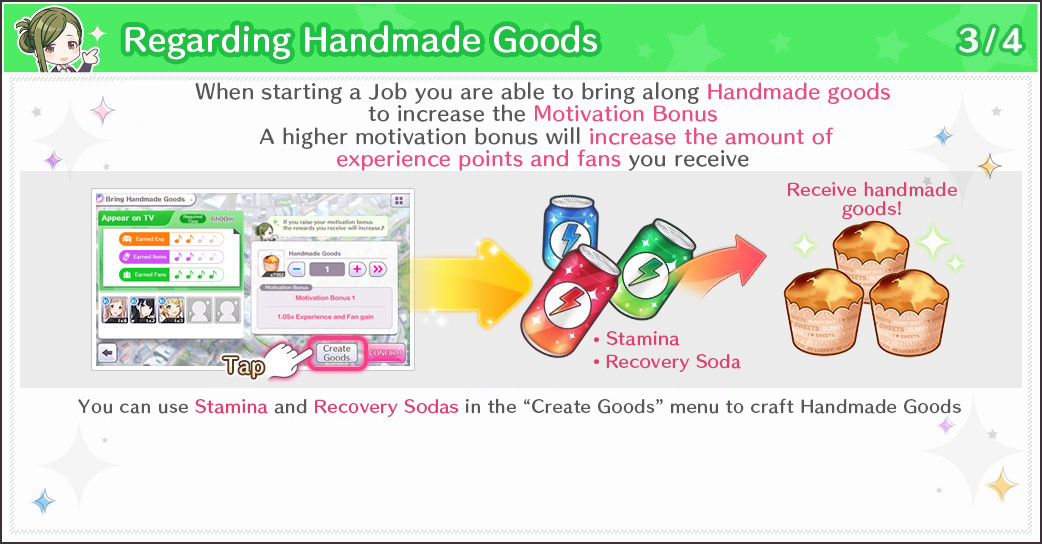 Regarding Handmade Goods
3/4
When starting a Job you are able to bring along Handmade goods
to increase the Motivation Bonus
A higher motivation bonus will increase the amount of
experience points and fans you receive
Bring Handmade Goods
Appear on TV
Required Time
6h00m
Earned Exp
Earned Items
Earned Fans
1x6
1x2
1x3
If you raise your motivation bonus
the rewards you receive will increase♪
Handmade Goods
x7352
1
Motivation Bonus
Motivation Bonus 1
1.05x Experience and Fan gain
Create
Goods
CONFIRM
Tap
• Stamina
• Recovery Soda
Receive handmade
goods!
You can use Stamina and Recovery Sodas in the “Create Goods” menu to craft Handmade Goods